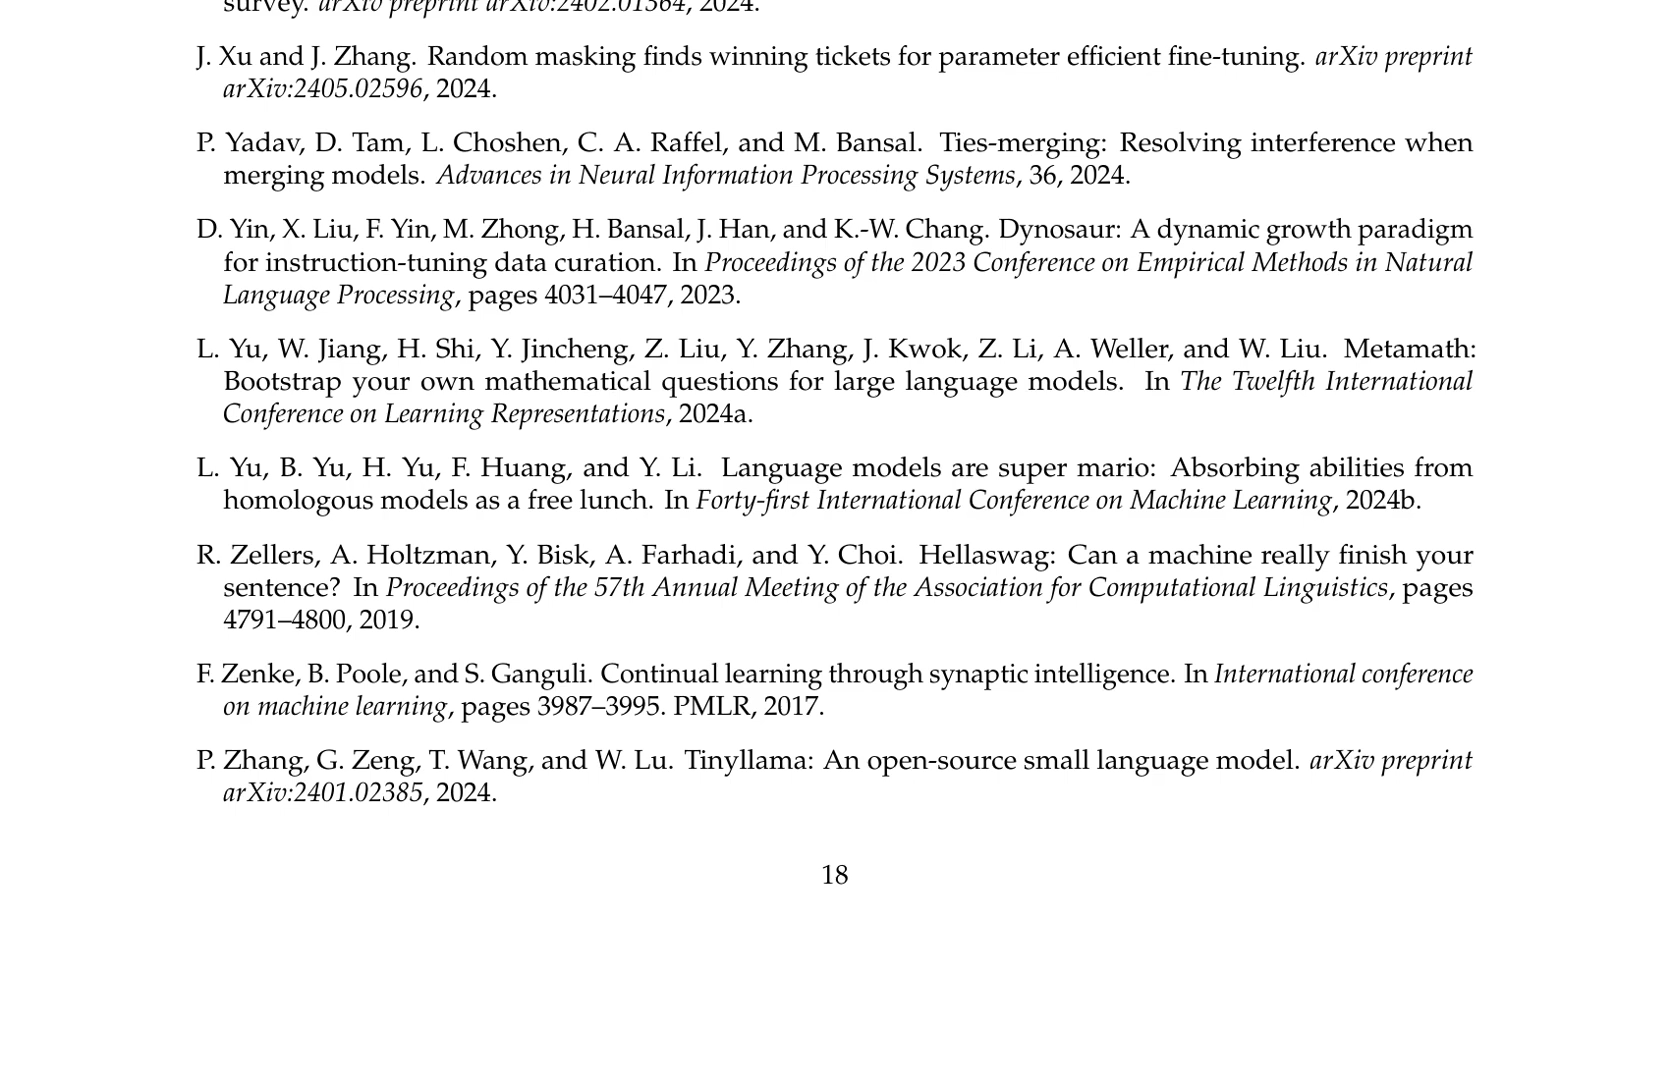 survey. arXiv preprint arXiv:2402.01364, 2024.
J. Xu and J. Zhang. Random masking finds winning tickets for parameter efficient fine-tuning. arXiv preprint
arXiv:2405.02596, 2024.
P. Yadav, D. Tam, L. Choshen, C. A. Raffel, and M. Bansal. Ties-merging: Resolving interference when
merging models. Advances in Neural Information Processing Systems, 36, 2024.
D. Yin, X. Liu, F. Yin, M. Zhong, H. Bansal, J. Han, and K.-W. Chang. Dynosaur: A dynamic growth paradigm
for instruction-tuning data curation. In Proceedings of the 2023 Conference on Empirical Methods in Natural
Language Processing, pages 4031–4047, 2023.
L. Yu, W. Jiang, H. Shi, Y. Jincheng, Z. Liu, Y. Zhang, J. Kwok, Z. Li, A. Weller, and W. Liu. Metamath:
Bootstrap your own mathematical questions for large language models. In The Twelfth International
Conference on Learning Representations, 2024a.
L. Yu, B. Yu, H. Yu, F. Huang, and Y. Li. Language models are super mario: Absorbing abilities from
homologous models as a free lunch. In Forty-first International Conference on Machine Learning, 2024b.
R. Zellers, A. Holtzman, Y. Bisk, A. Farhadi, and Y. Choi. Hellaswag: Can a machine really finish your
sentence? In Proceedings of the 57th Annual Meeting of the Association for Computational Linguistics, pages
4791–4800, 2019.
F. Zenke, B. Poole, and S. Ganguli. Continual learning through synaptic intelligence. In International conference
on machine learning, pages 3987–3995. PMLR, 2017.
P. Zhang, G. Zeng, T. Wang, and W. Lu. Tinyllama: An open-source small language model. arXiv preprint
arXiv:2401.02385, 2024.
18